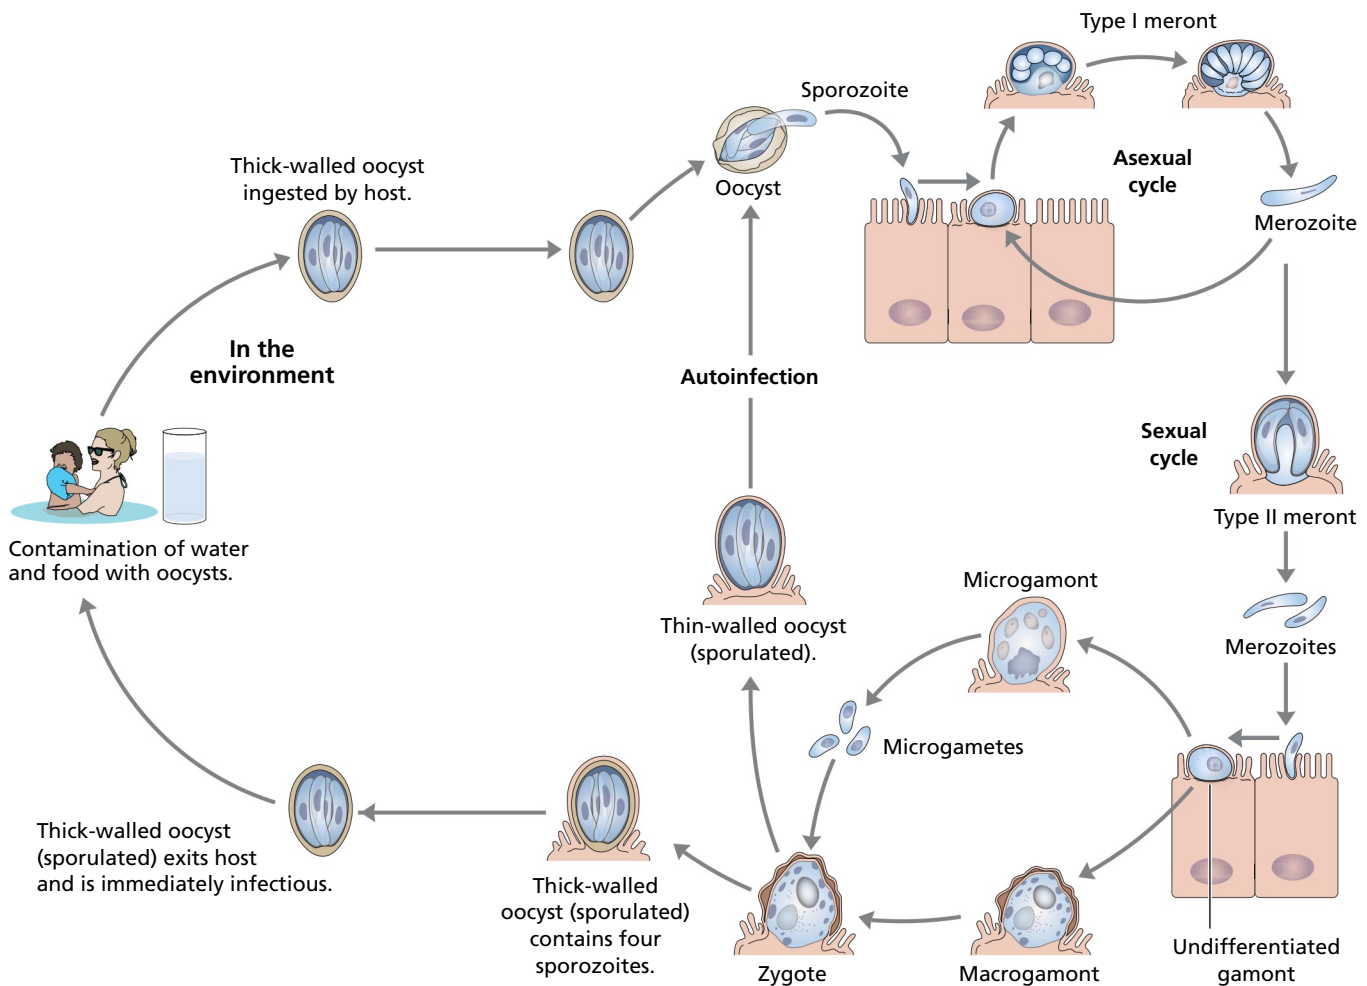 Type I meront
Sporozoite
Thick-walled oocyst
ingested by host.
Oocyst
Asexual
cycle
Merozoite
In the
environment
Autoinfection
Sexual
cycle
Type II meront
Contamination of water
and food with oocysts.
Microgamont
Thin-walled oocyst
(sporulated).
Merozoites
Microgametes
Thick-walled oocyst
(sporulated) exits host
and is immediately infectious.
Thick-walled
oocyst (sporulated)
contains four
sporozoites.
Zygote
Macrogamont
Undifferentiated
gamont